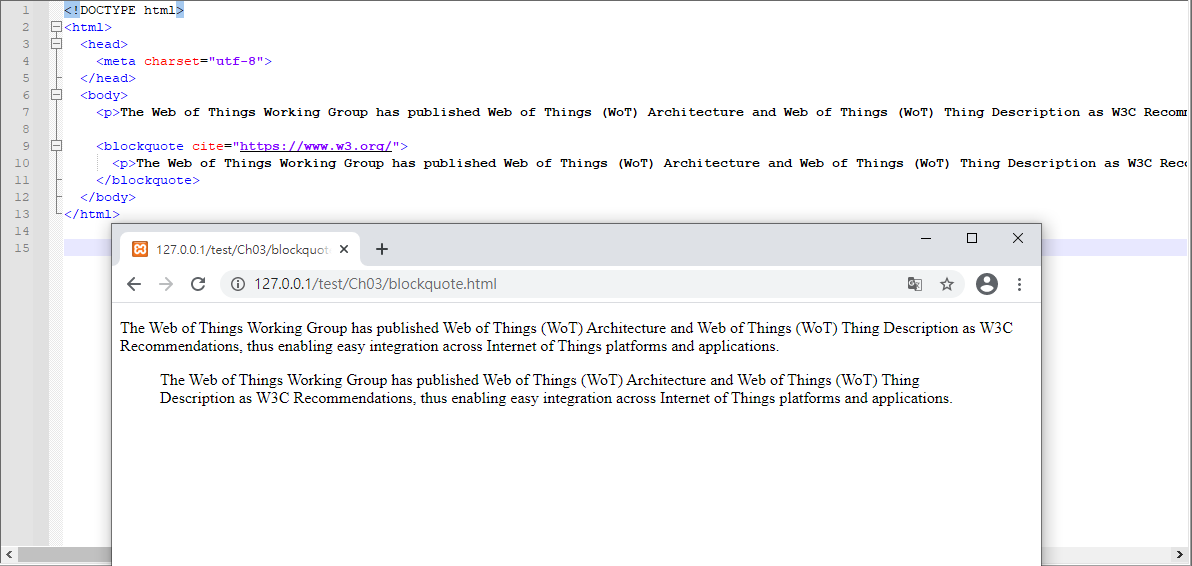 1 <!DOCTYPE html>
2 <html>
3 <head>
4 <meta charset="utf-8">
5 </head>
6 <body>
7 <p>The Web of Things Working Group has published Web of Things (WoT) Architecture and Web of Things (WoT) Thing Description as W3C Recomm
8
9 <blockquote cite="https://www.w3.org/">
10 <p>The Web of Things Working Group has published Web of Things (WoT) Architecture and Web of Things (WoT) Thing Description as W3C Reco
11 </blockquote>
12 </body>
13 </html>
14
15
127.0.0.1/test/Ch03/blockquot
127.0.0.1/test/Ch03/blockquote.html
The Web of Things Working Group has published Web of Things (WoT) Architecture and Web of Things (WoT) Thing Description as W3C
Recommendations, thus enabling easy integration across Internet of Things platforms and applications.
The Web of Things Working Group has published Web of Things (WoT) Architecture and Web of Things (WoT) Thing
Description as W3C Recommendations, thus enabling easy integration across Internet of Things platforms and applications.